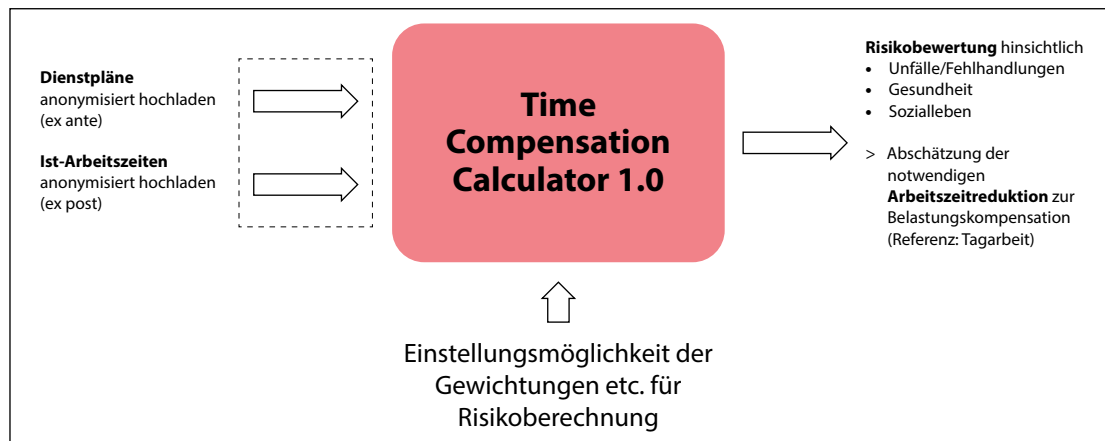 Dienstpläne
anonymisiert hochladen
(ex ante)
Ist-Arbeitszeiten
anonymisiert hochladen
(ex post)
Time
Compensation
Calculator 1.0
Einstellungsmöglichkeit der
Gewichtungen etc. für
Risikoberechnung
Risikobewertung hinsichtlich
• Unfälle/Fehlhandlungen
• Gesundheit
• Sozialleben
> Abschätzung der
notwendigen
Arbeitszeitreduktion zur
Belastungskompensation
(Referenz: Tagarbeit)